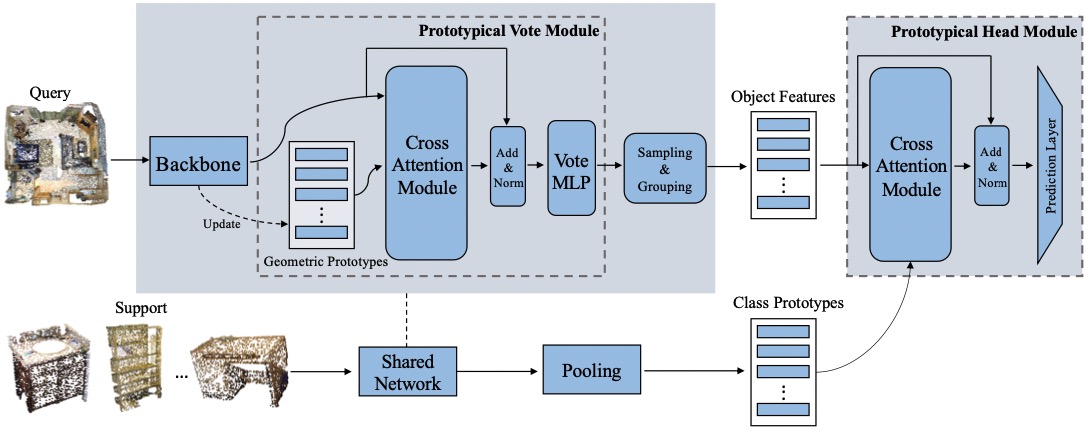 Prototypical Vote Module
Prototypical Head Module
Query
Backbone
Update
Geometric Prototypes
Cross
Attention
Module
Add
&
Norm
Vote
MLP
Sampling
&
Grouping
Object Features
Cross
Attention
Module
Add
&
Norm
Prediction Layer
Support
...
Shared
Network
Pooling
Class Prototypes